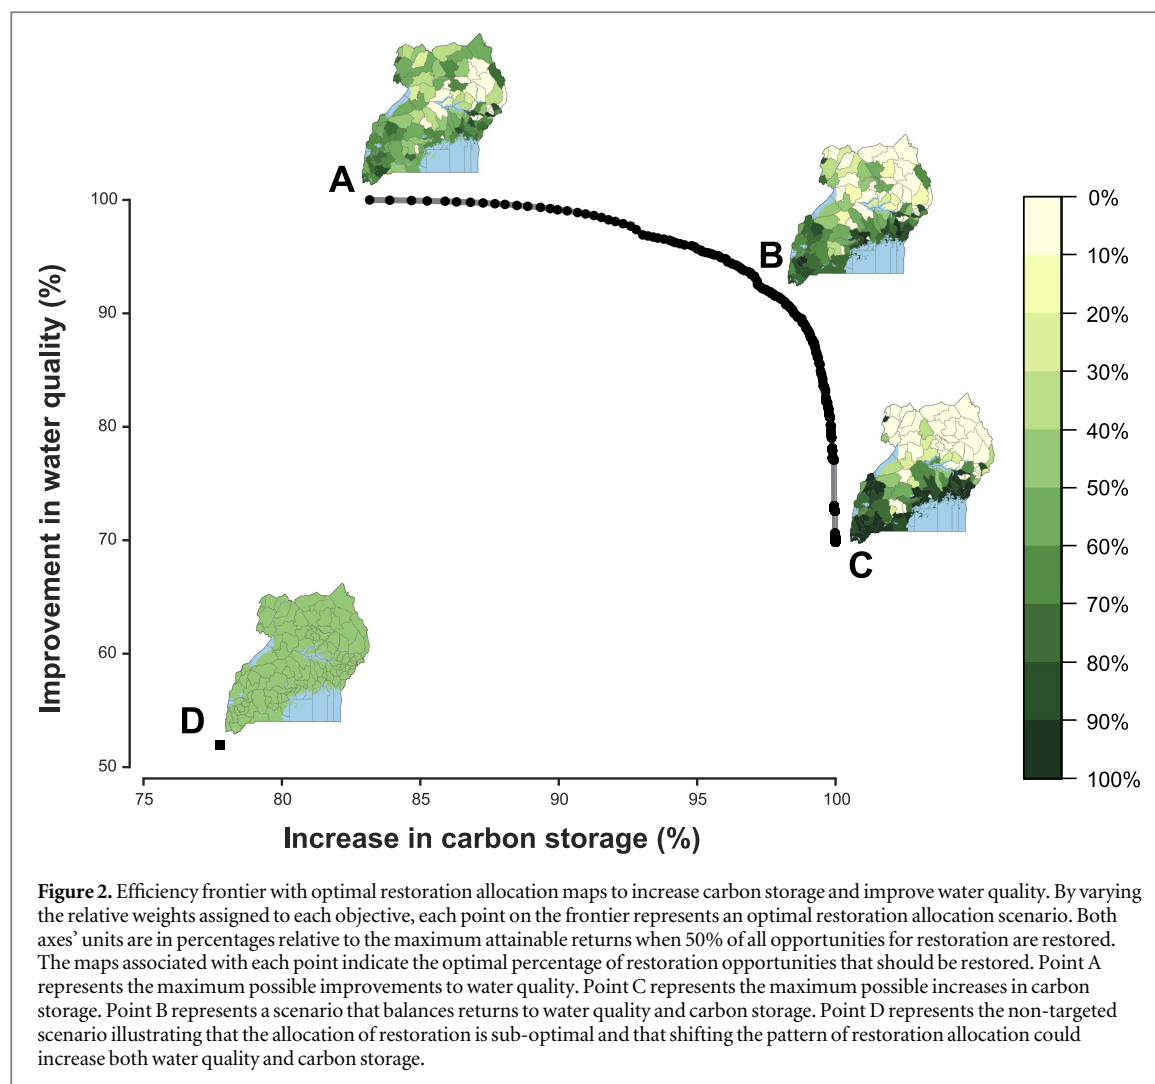 A
B
C
D
100
90
80
70
60
50
Improvement in water quality (%)
75
80
85
90
95
100
Increase in carbon storage (%)
0%
10%
20%
30%
40%
50%
60%
70%
80%
90%
100%
Figure 2. Efficiency frontier with optimal restoration allocation maps to increase carbon storage and improve water quality. By varying
the relative weights assigned to each objective, each point on the frontier represents an optimal restoration allocation scenario. Both
axes' units are in percentages relative to the maximum attainable returns when 50% of all opportunities for restoration are restored.
The maps associated with each point indicate the optimal percentage of restoration opportunities that should be restored. Point A
represents the maximum possible improvements to water quality. Point C represents the maximum possible increases in carbon
storage. Point B represents a scenario that balances returns to water quality and carbon storage. Point D represents the non-targeted
scenario illustrating that the allocation of restoration is sub-optimal and that shifting the pattern of restoration allocation could
increase both water quality and carbon storage.